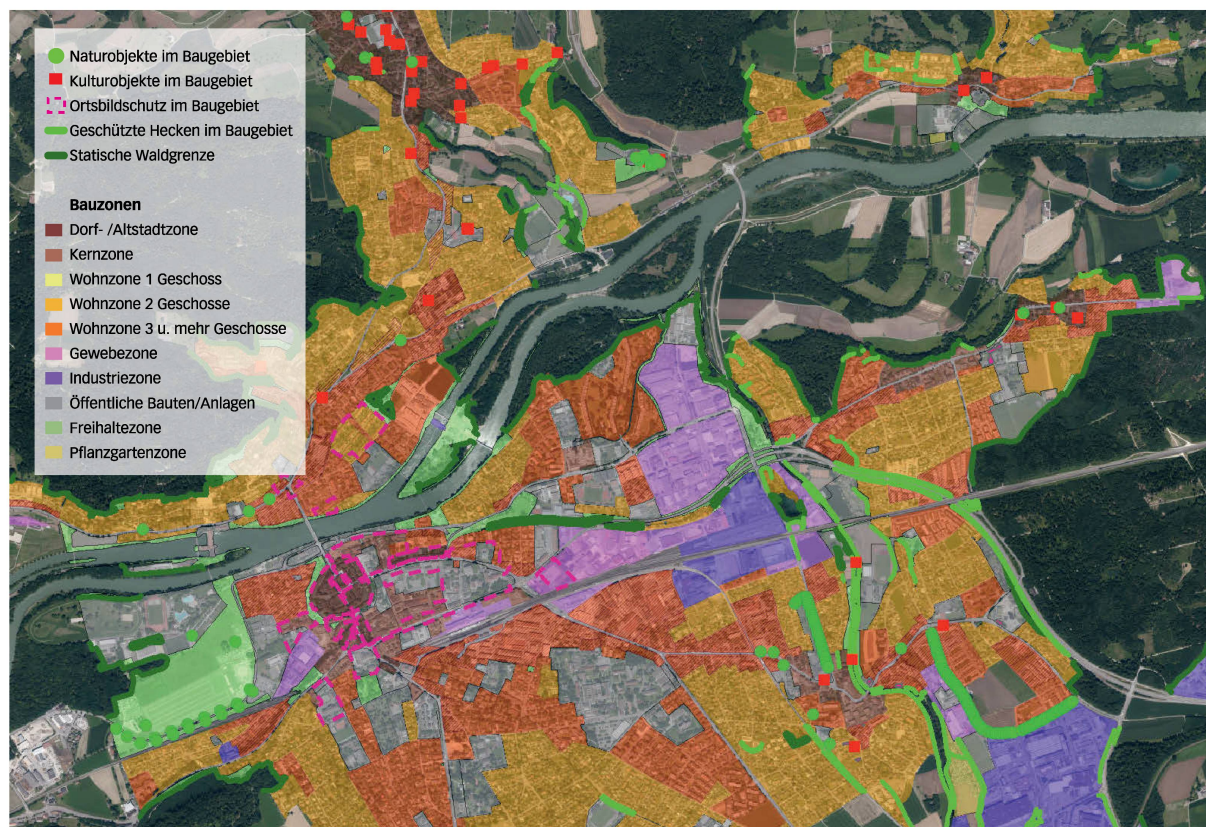 Naturobjekte im Baugebiet
Kulturobjekte im Baugebiet
Ortsbildschutz im Baugebiet
Geschützte Hecken im Baugebiet
Statische Waldgrenze
Bauzonen
Dorf- /Altstadtzone
Kernzone
Wohnzone 1 Geschoss
Wohnzone 2 Geschosse
Wohnzone 3 u. mehr Geschosse
Gewebezone
Industriezone
Öffentliche Bauten/Anlagen
Freihaltezone
Pflanzgartenzone